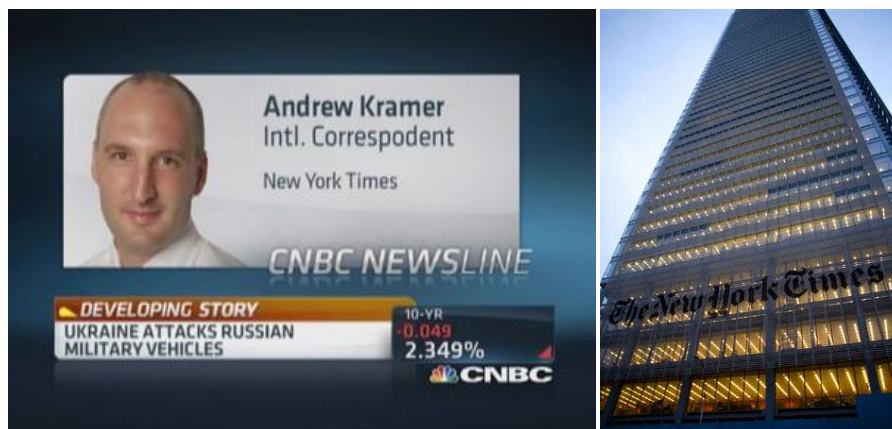 Andrew Kramer
Intl. Correspodent
New York Times
CNBC NEWSLINE
DEVELOPING STORY
UKRAINE ATTACKS RUSSIAN
MILITARY VEHICLES
10-YR
-0.049
2.349%
CNBC
The New York Times